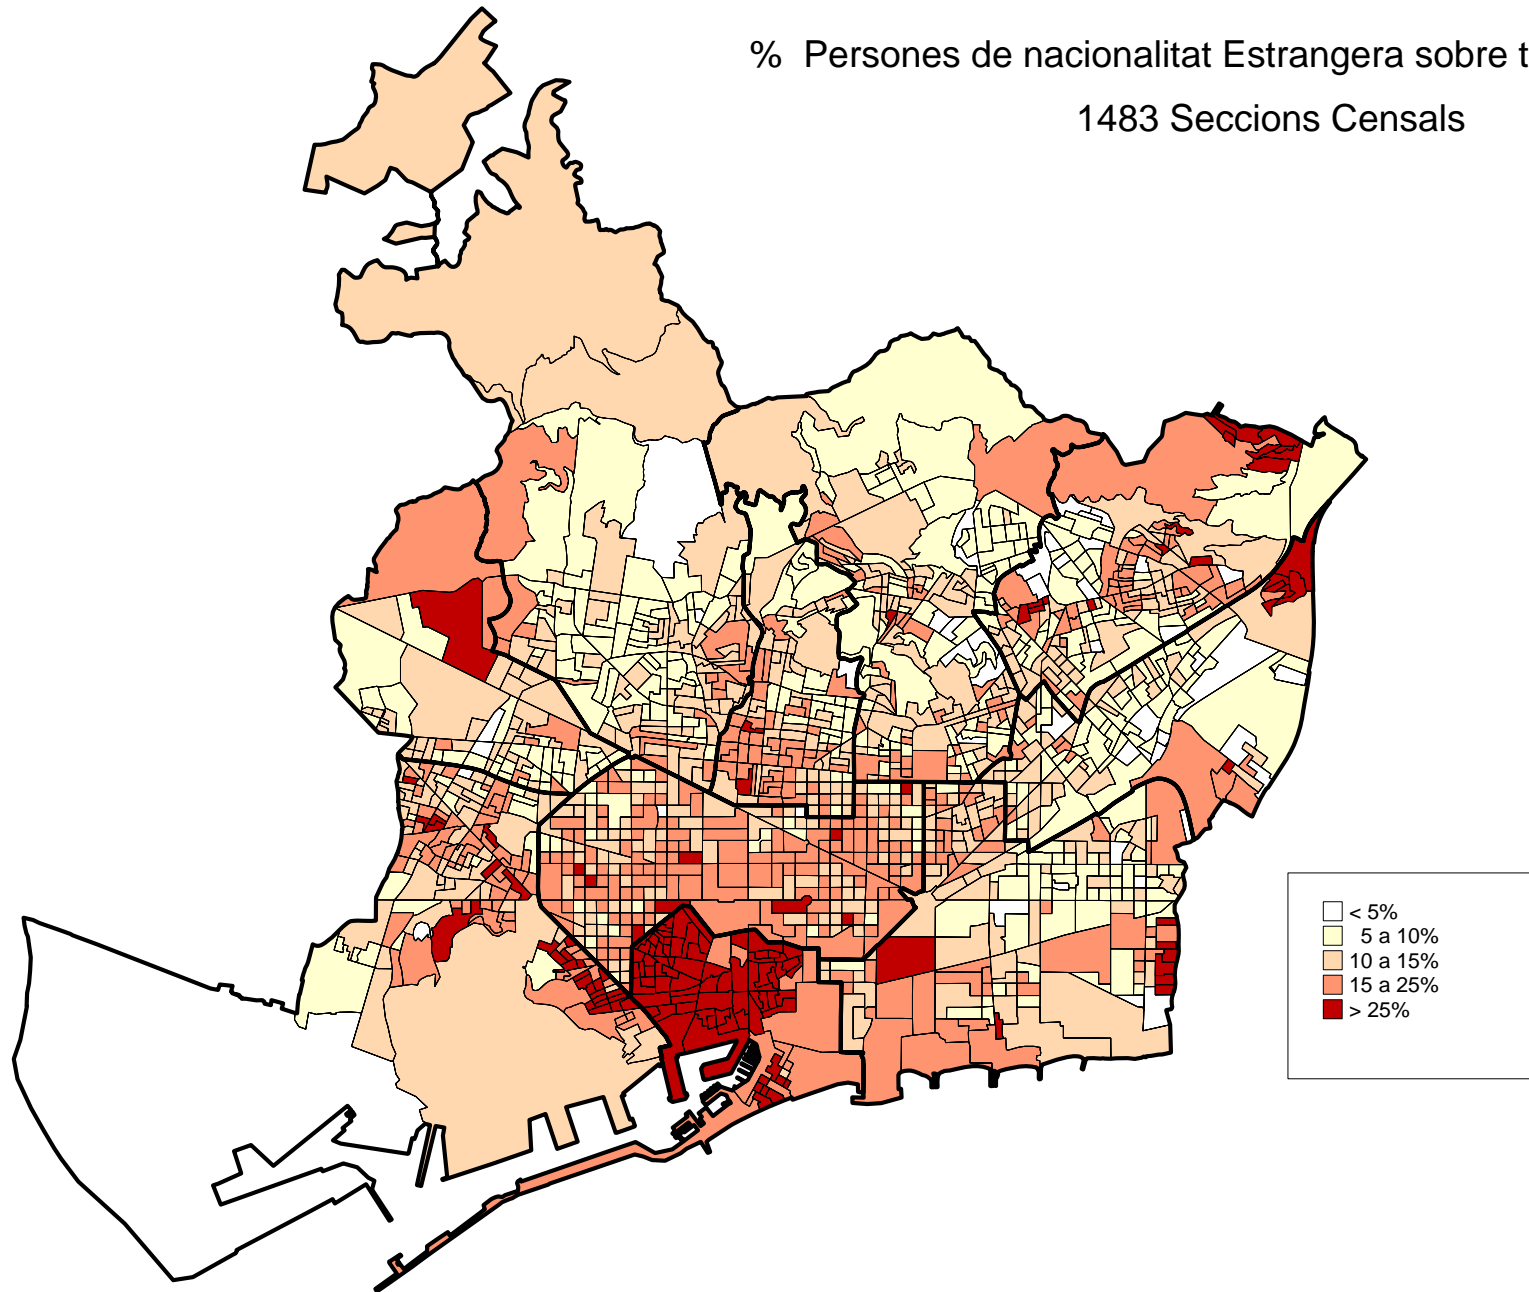 % Persones de nacionalitat Estrangera sobre t
1483 Seccions Censals
< 5%
5 a 10%
10 a 15%
15 a 25%
> 25%